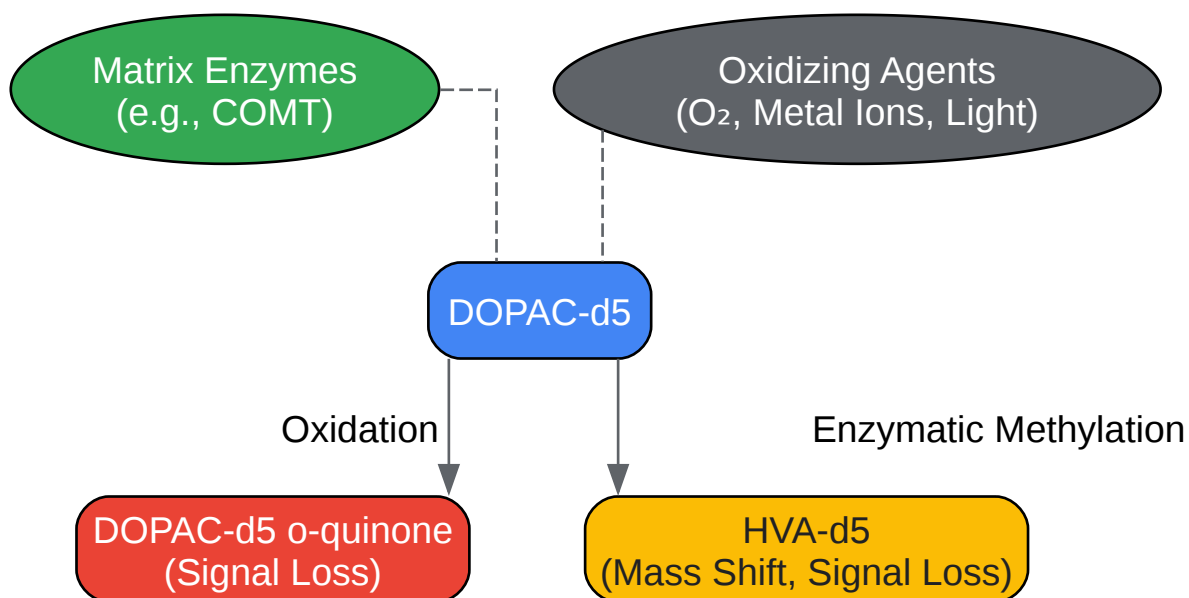 Matrix Enzymes
(e.g., COMT)
Oxidizing Agents
(O₂, Metal Ions, Light)
DOPAC-d5
Oxidation
Enzymatic Methylation
DOPAC-d5 o-quinone
(Signal Loss)
HVA-d5
(Mass Shift, Signal Loss)